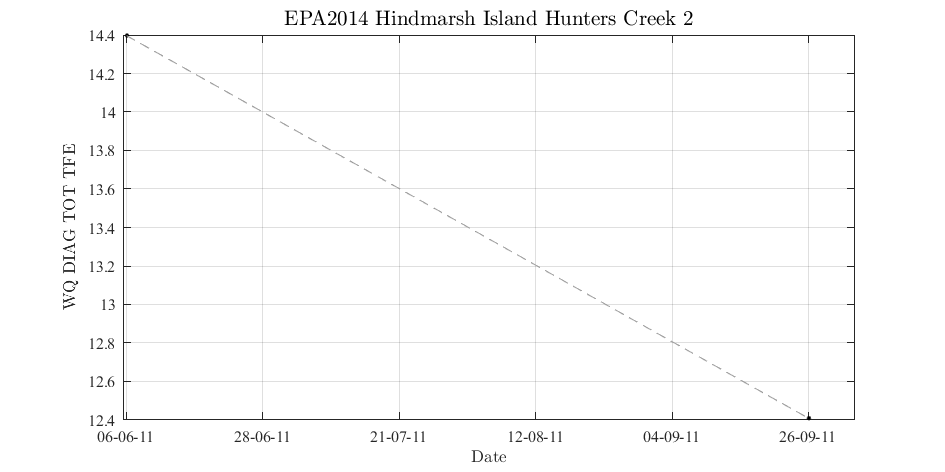 EPA2014 Hindmarsh Island Hunters Creek 2
WQ DIAG TOT TFE
14.4
14.2
14
13.8
13.6
13.4
13.2
13
12.8
12.6
12.4
06-06-11 28-06-11 21-07-11 12-08-11 04-09-11 26-09-11
Date